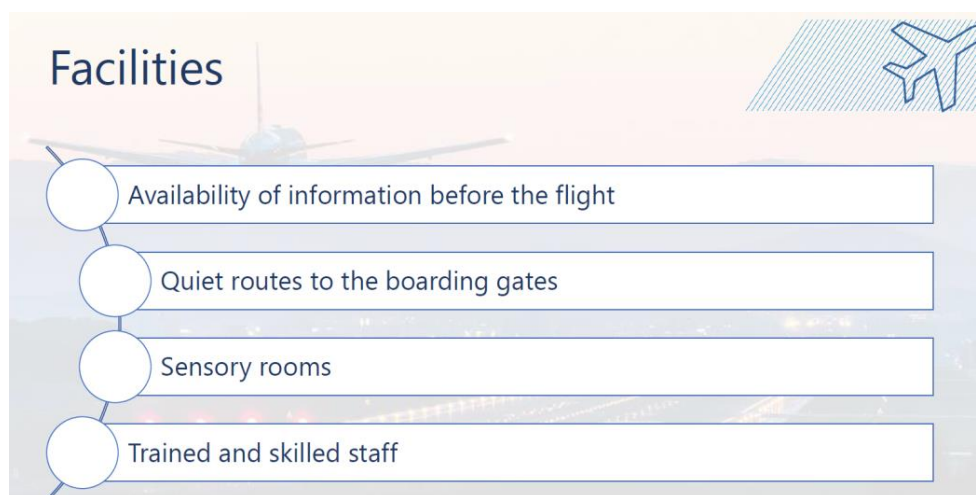 Facilities
Availability of information before the flight
Quiet routes to the boarding gates
Sensory rooms
Trained and skilled staff